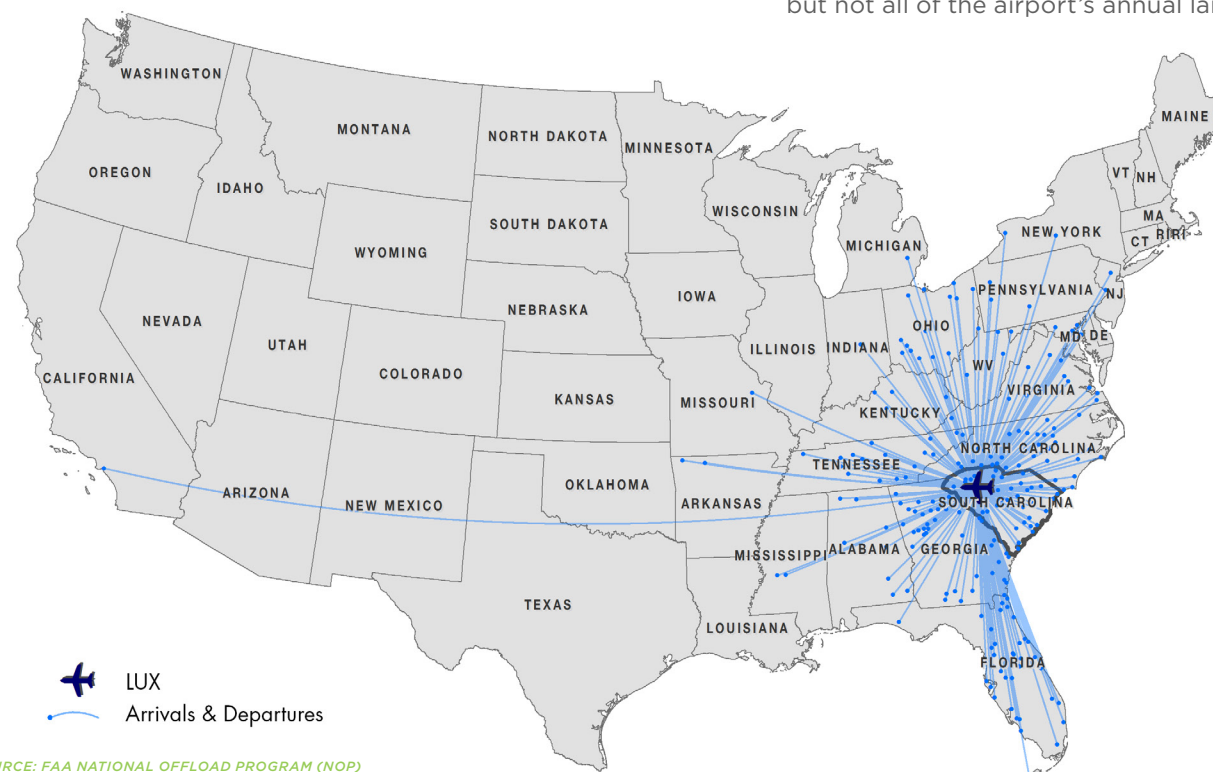 but not all of the airport's annual
WASHINGTON
MAINE
MONTANA
NORTH DAKOTA
MINNESOTA
VT
NH
OREGON
IDAHO
WISCONSIN
MA
SOUTH DAKOTA
NEW YORK
RI
RI
CT
MICHIGAN
WYOMING
PENNSYLVANIA
NJ
IOWA
NEBRASKA
NEVADA
OHIO
MD
DE
UTAH
ILLINOIS
INDIANA
WV
COLORADO
CALIFORNIA
VIRGINIA
KANSAS
MISSOURI
KENTUCKY
NORTH CAROLINA
TENNESSEE
OKLAHOMA
ARIZONA
NEW MEXICO
ARKANSAS
SOUTH CAROLINA
MISSISSIPPI
ALABAMA
GEORGIA
TEXAS
LOUISIANA
FLORIDA
LUX
Arrivals & Departures
FAA NATIONAL OFFLOAD PROGRAM (NOP)